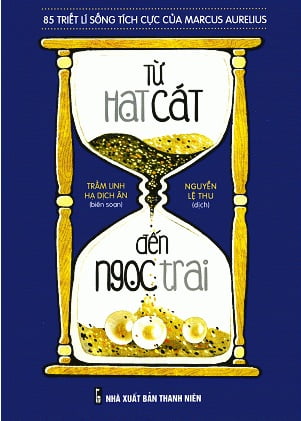 85 TRIẾT LÍ SỐNG TÍCH CỰC CỦA MARCUS AURELIUS
TỪ
HẠT CÁT
TRẦM LINH
HẠ DỊCH ÂN
(biên soạn)
NGUYỄN
LỆ THU
(dịch)
đến
ngọc trai
NHÀ XUẤT BẢN THANH NIÊN